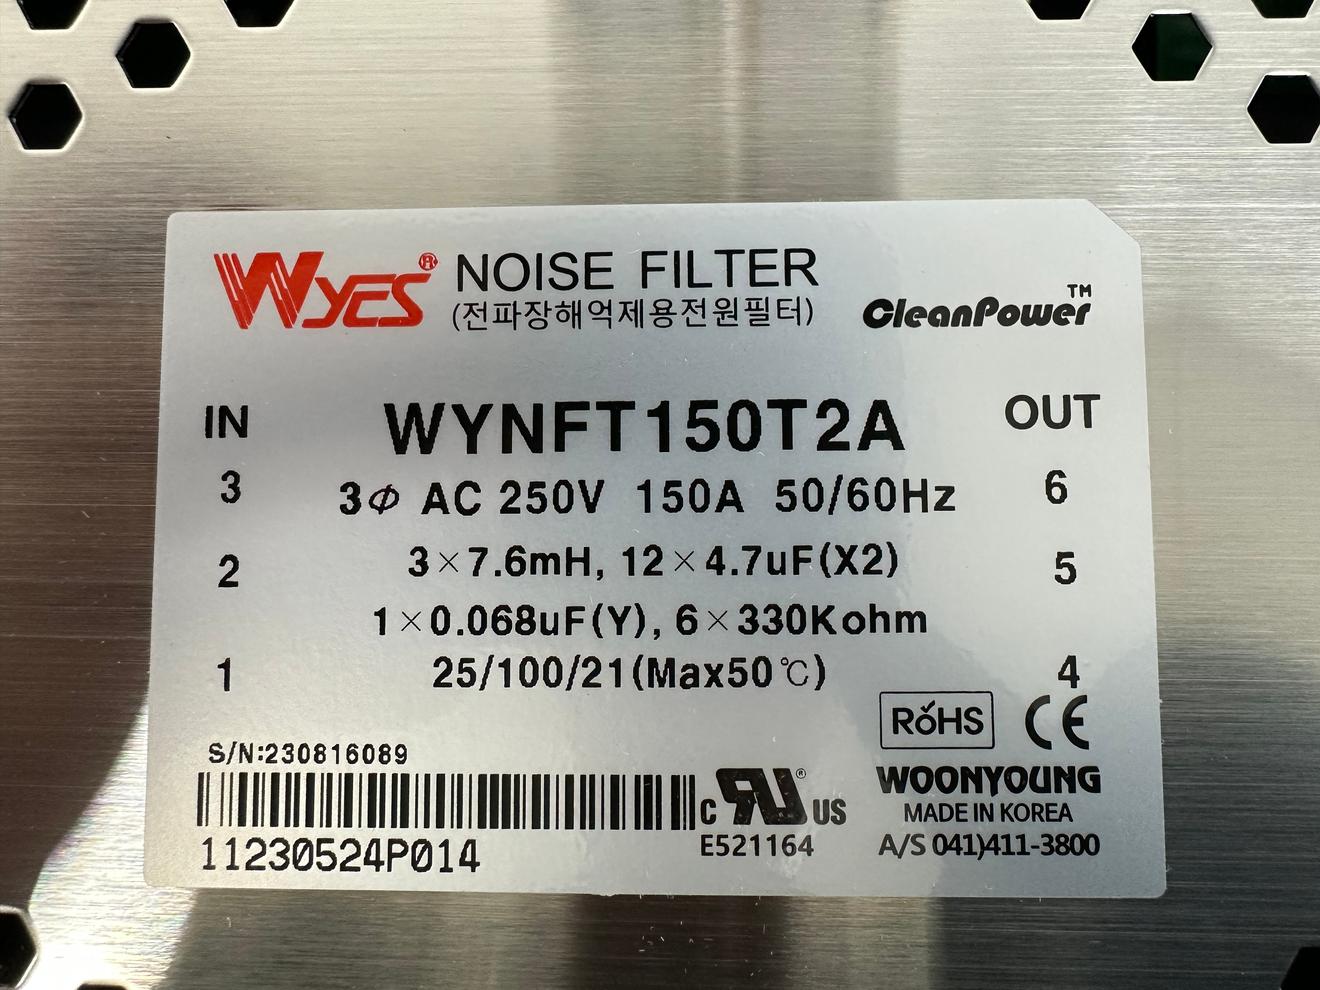 WYES® NOISE FILTER
(전파장해억제용전원필터)
CleanPower™
IN
OUT
WYNFT150T2A
3 3Φ AC 250V 150A 50/60Hz 6
3×7.6mH, 12×4.7uF(X2)
2 5
1×0.068uF(Y), 6×330Kohm
1 25/100/21(Max50℃) 4
RoHS CE
S/N:230816089
11230524P014
c RU® US
E521164
WOONYOUNG
MADE IN KOREA
A/S 041)411-3800